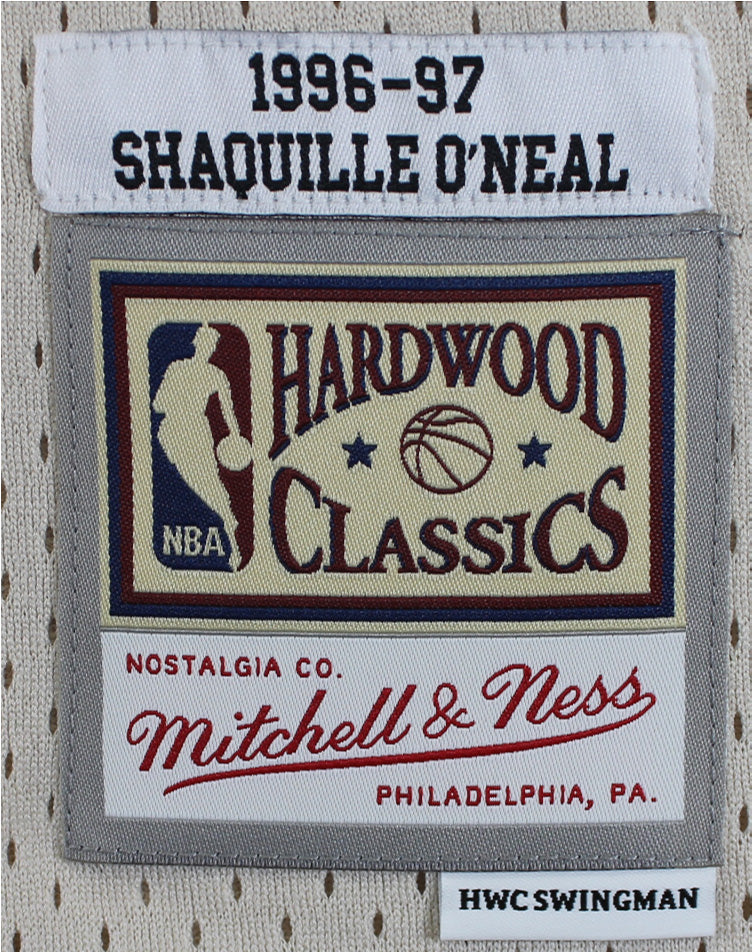 1996-97
SHAQUILLE O'NEAL
HARDWOOD
CLASSICS
NBA
NOSTALGIA CO.
Mitchell & Ness
PHILADELPHIA, PA.
HWC SWINGMAN